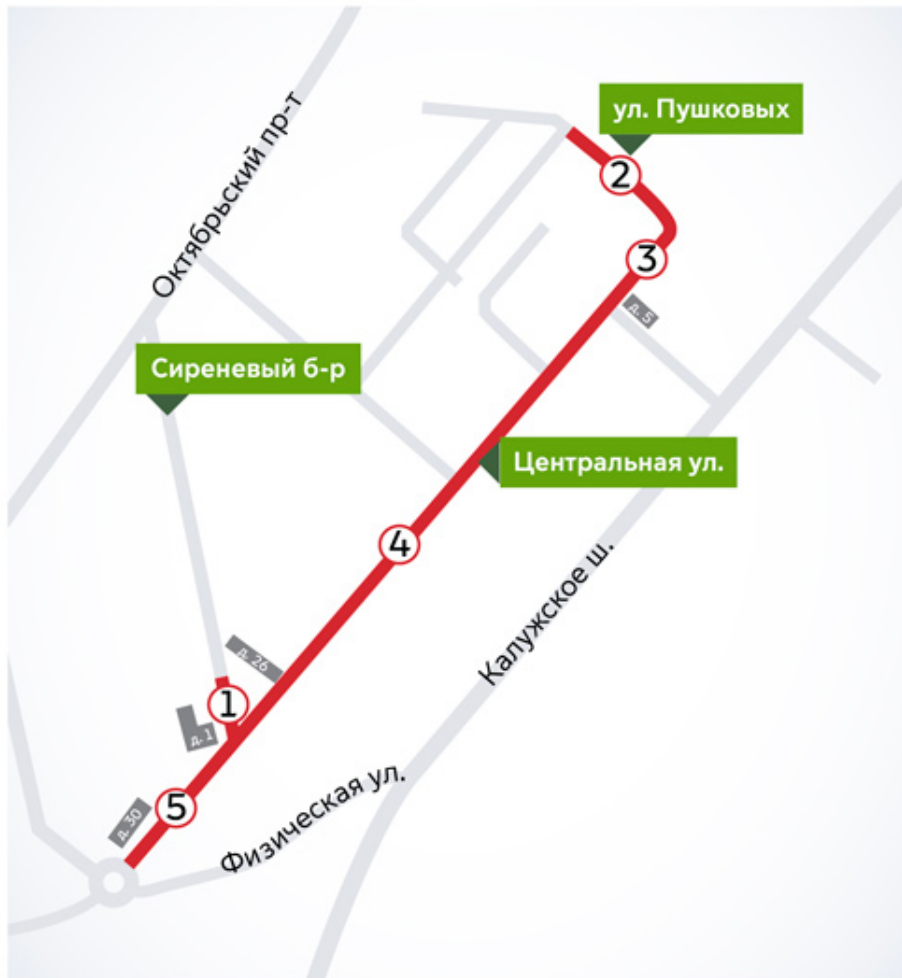 ул. Пушковых
Октябрьский пр-т
2
3
д. 5
Сиреневый б-р
Центральная ул.
4
Калужское ш.
д. 26
1
д. 1
5
Физическая ул.
д. 30